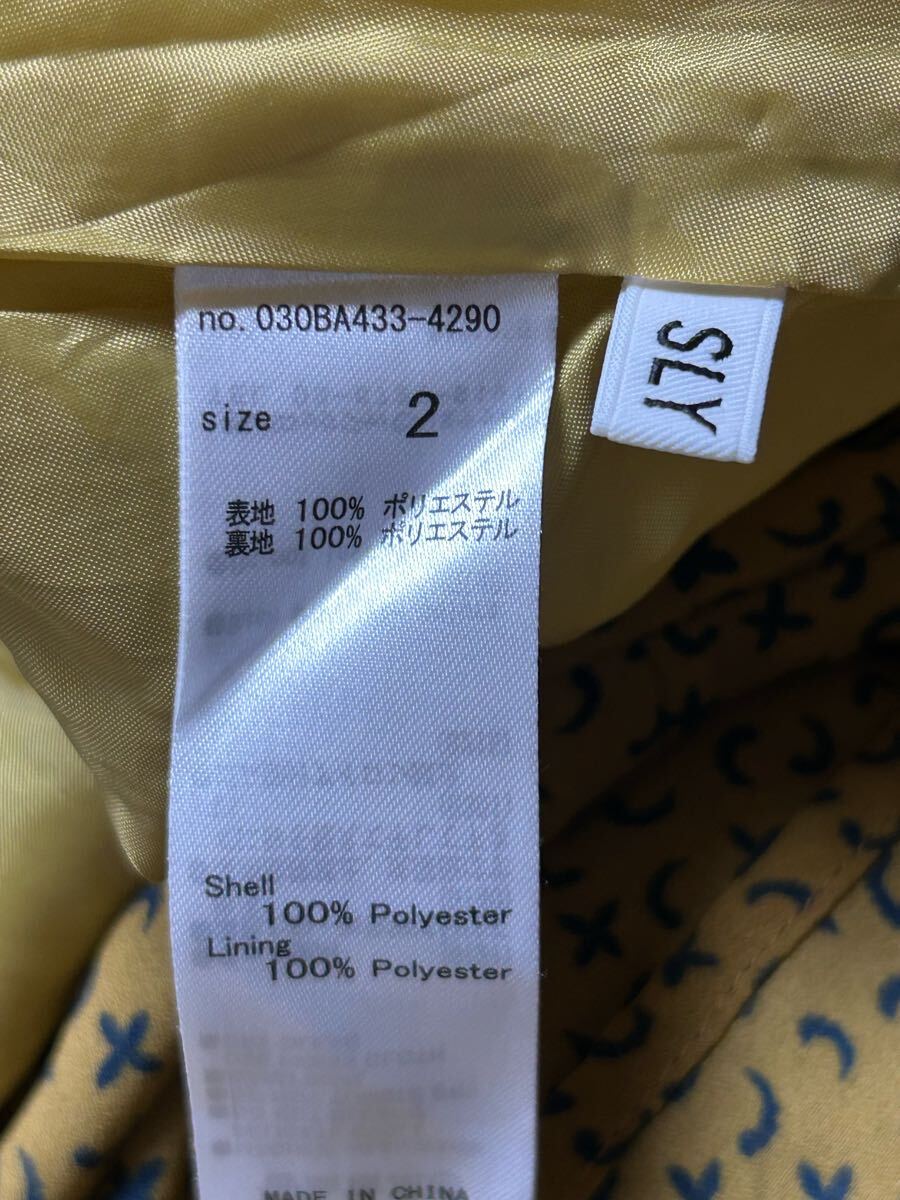 no. 030BA433-4290
size 2
表地 100% ポリエステル
裏地 100% ポリエステル
Shell
100% Polyester
Lining
100% Polyester
MADE IN CHINA
SLY